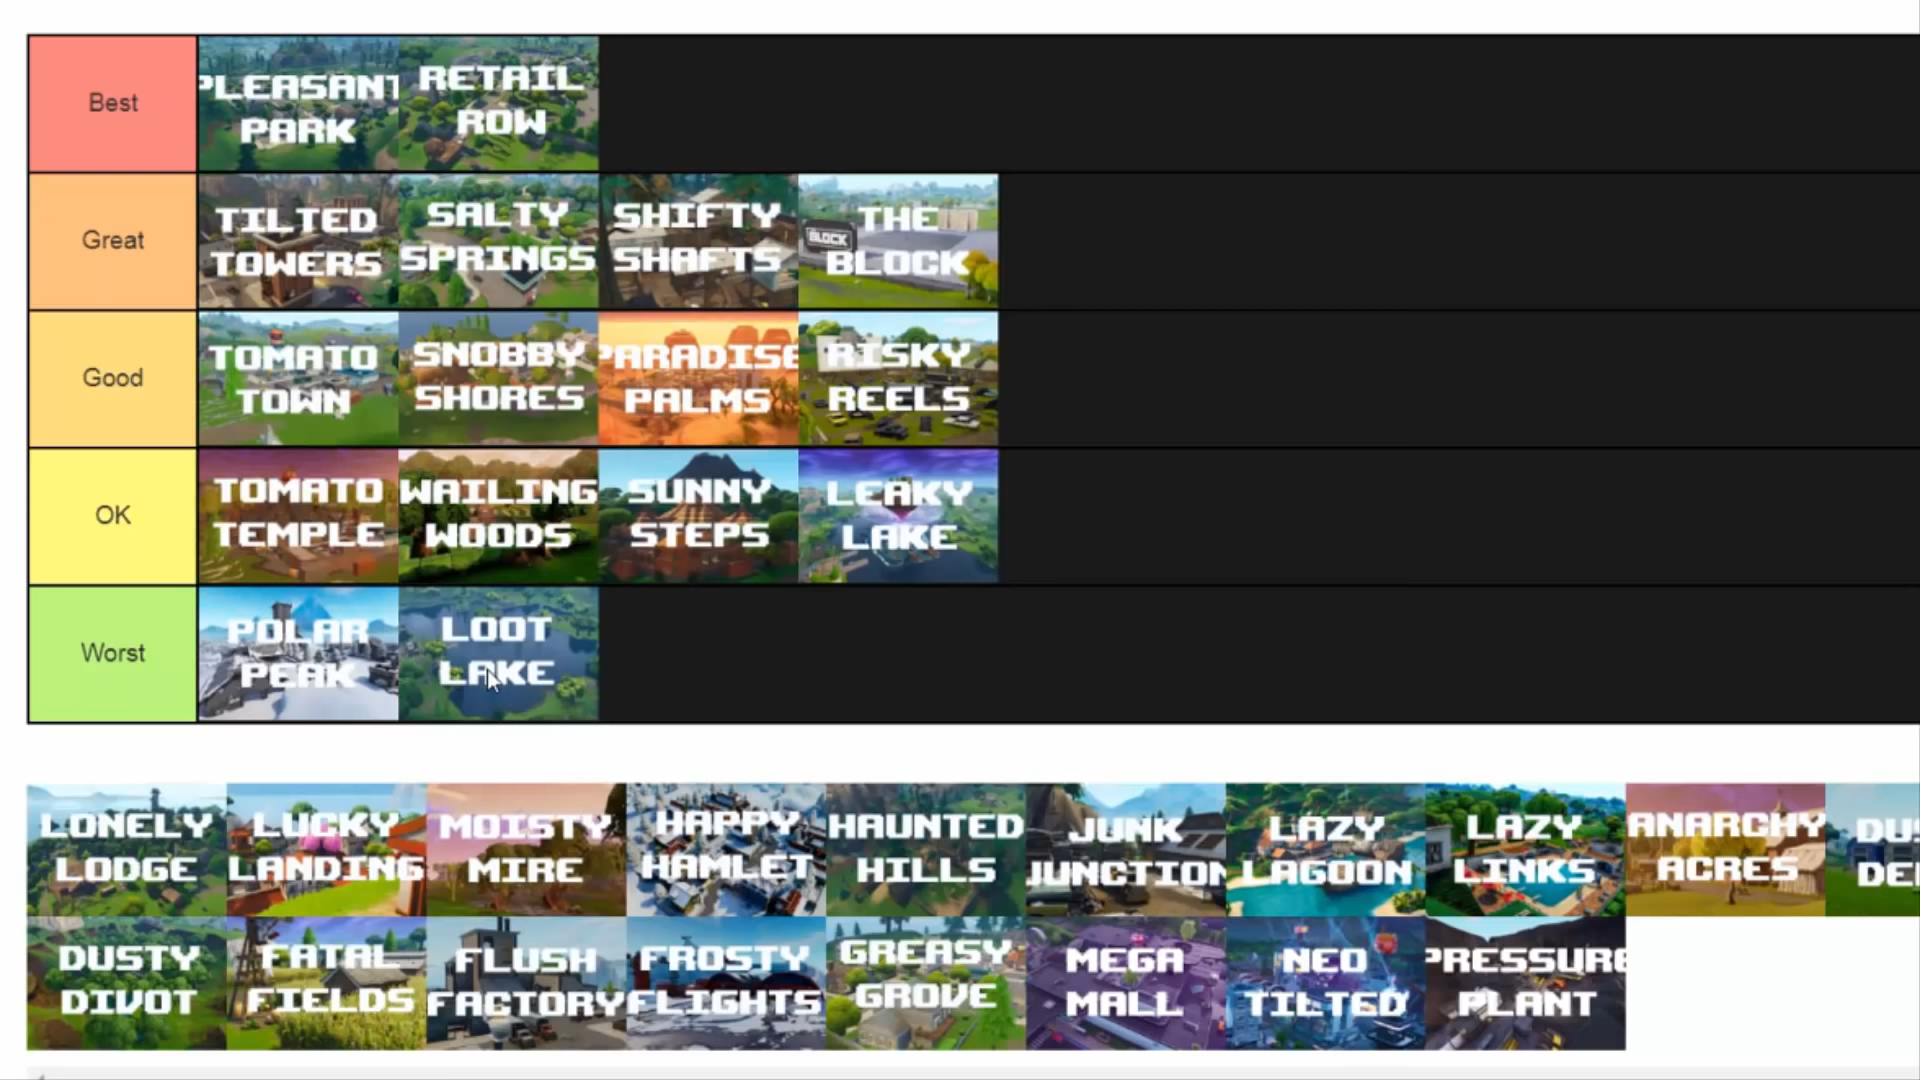 Best
PLEASANT
PARK
RETAIL
ROW
Great
TILTED
TOWERS
SALTY
SPRINGS
SHIFTY
SHAFTS
THE
BLOCK
BLOCK
Good
TOMATO
TOWN
SNOBBY
SHORES
PARADISE
PALMS
RISKY
REELS
OK
TOMATO
TEMPLE
WAILING
WOODS
SUNNY
STEPS
LEAKY
LAKE
Worst
POLAR
PEAK
LOOT
LAKE
LONELY
LODGE
LUCKY
LANDING
MOISTY
MIRE
HAPPY
HAMLET
HAUNTED
HILLS
JUNK
JUNCTION
LAZY
LAGOON
LAZY
LINKS
ANARCHY
ACRES
DUS
DE
DUSTY
DIVOT
FATAL
FIELDS
FLUSH
FACTORY
FROSTY
FLIGHTS
GREASY
GROVE
MEGA
MALL
NEO
TILTED
PRESSURE
PLANT